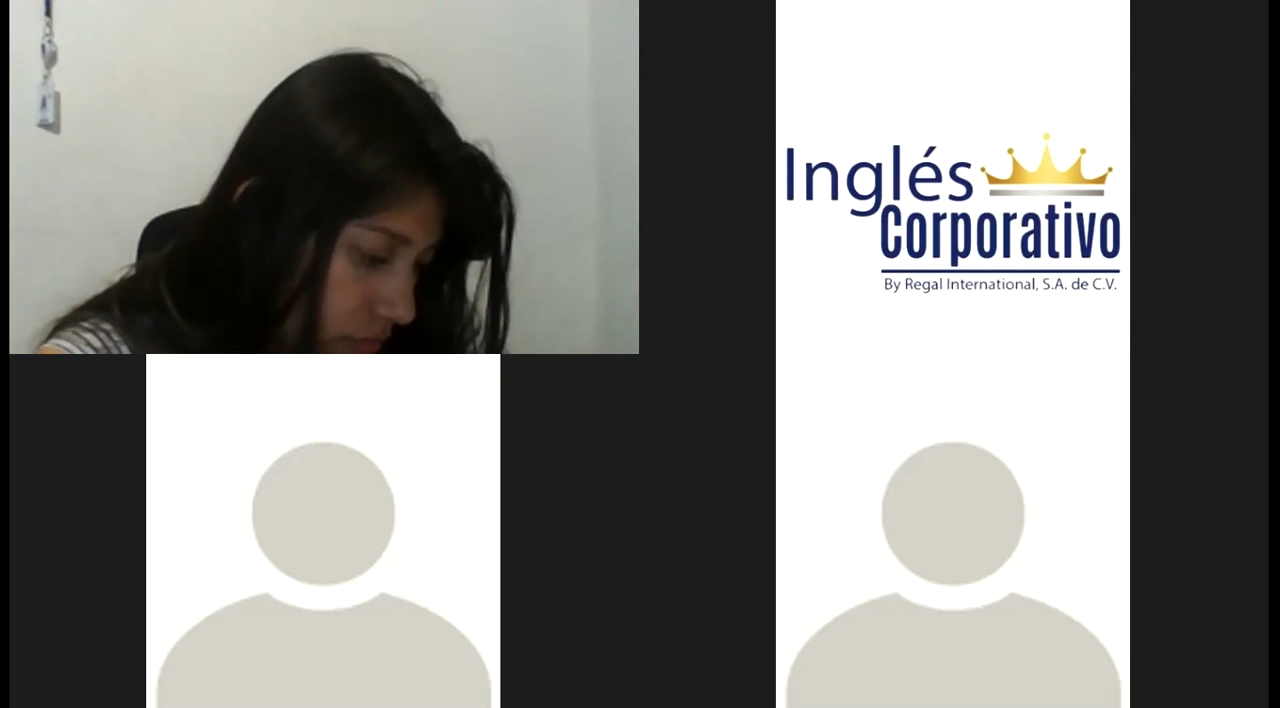 Inglés
Corporativo
By Regal International, S.A. de C.V.